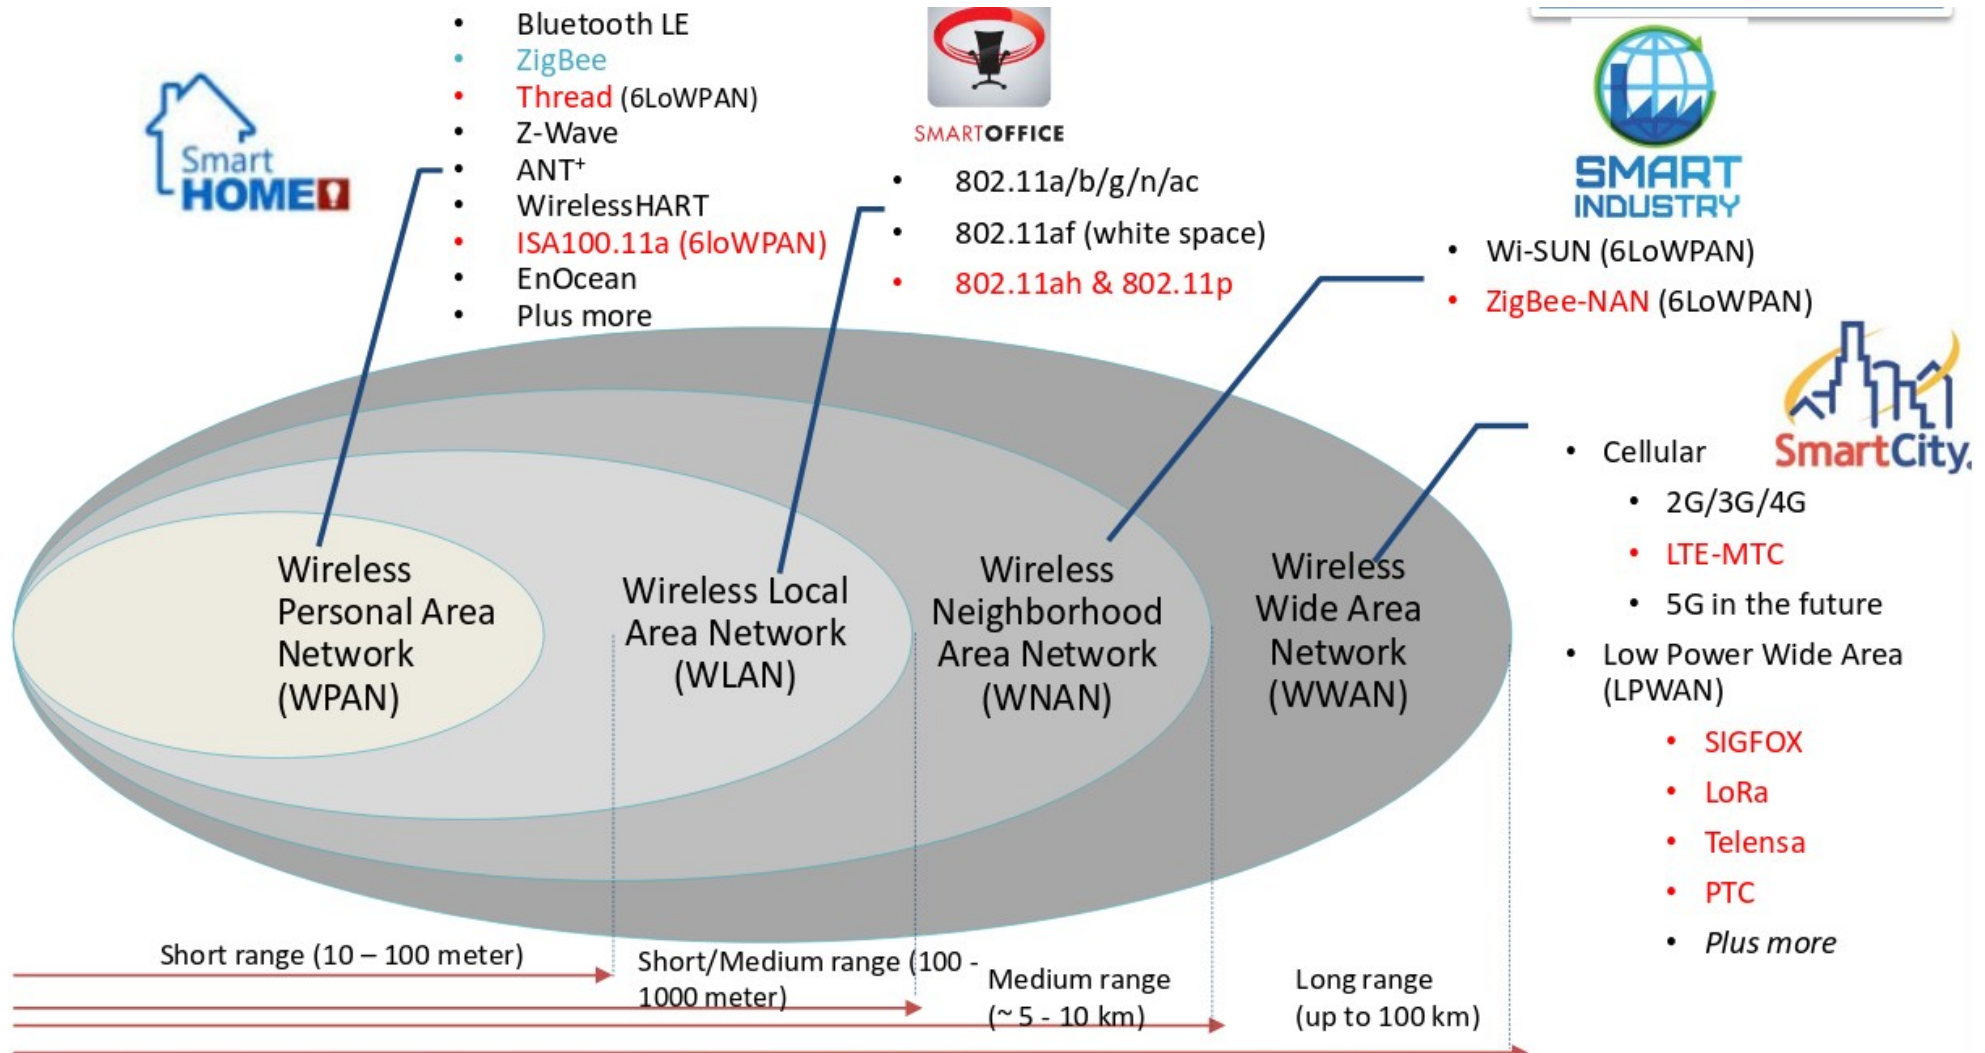 Bluetooth LE
ZigBee
Thread (6LoWPAN)
Z-Wave
ANT+
WirelessHART
ISA100.11a (6loWPAN)
EnOcean
Plus more
Smart
HOME
SMARTOFFICE
802.11a/b/g/n/ac
802.11af (white space)
802.11ah & 802.11p
SMART
INDUSTRY
Wi-SUN (6LoWPAN)
ZigBee-NAN (6LoWPAN)
SmartCity
Cellular
2G/3G/4G
LTE-MTC
5G in the future
Low Power Wide Area
(LPWAN)
SIGFOX
LoRa
Telensa
PTC
Plus more
Wireless
Personal Area
Network
(WPAN)
Wireless Local
Area Network
(WLAN)
Wireless
Neighborhood
Area Network
(WNAN)
Wireless
Wide Area
Network
(WWAN)
Short range (10 – 100 meter)
Short/Medium range (100 -
1000 meter)
Medium range
(~ 5 - 10 km)
Long range
(up to 100 km)